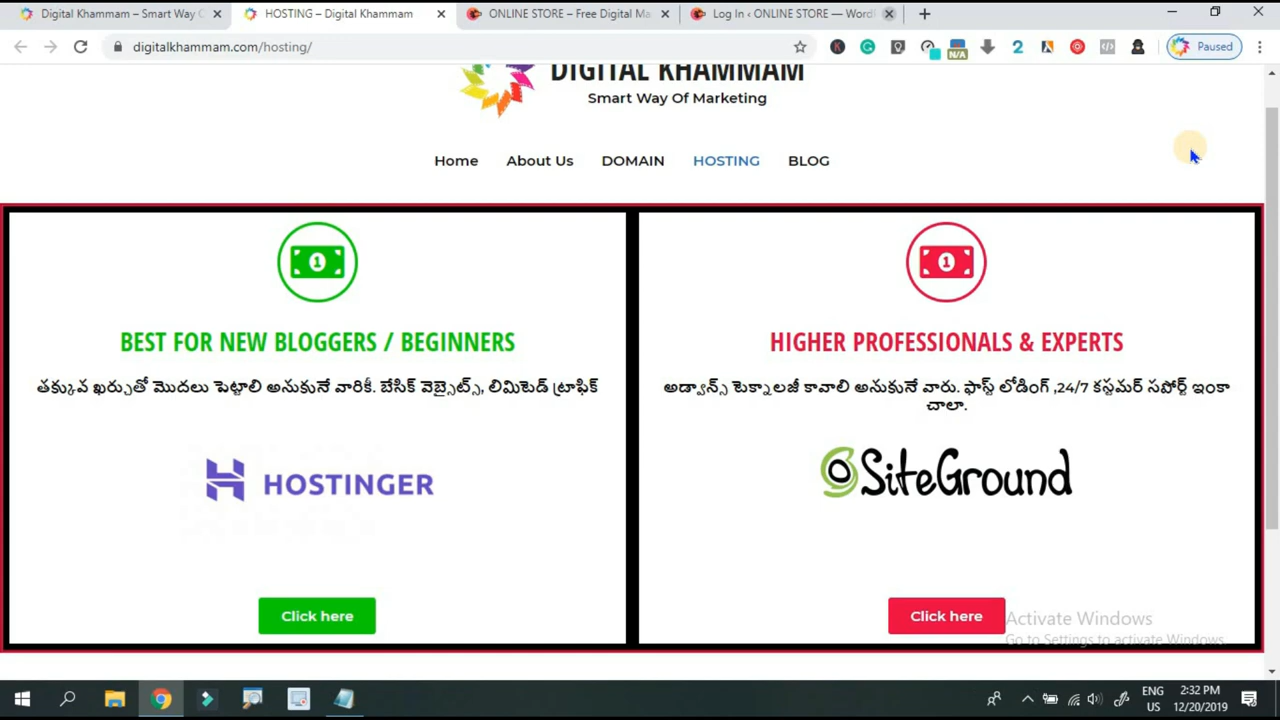 Digital Khammam – Smart Way
HOSTING – Digital Khammam
ONLINE STORE – Free Digital Ma
Log In ‹ ONLINE STORE — Word
digitalkhammam.com/hosting/
N/A
2
Paused
DIGITAL KHAMMAM
Smart Way Of Marketing
Home About Us DOMAIN HOSTING BLOG
1
BEST FOR NEW BLOGGERS / BEGINNERS
తక్కువ ఖర్చుతో మొదలు పెట్టాలి అనుకునే వారికీ. బేసిక్ వెబ్సైట్స్, లిమిటెడ్ ట్రాఫిక్
HOSTINGER
Click here
1
HIGHER PROFESSIONALS & EXPERTS
అడ్వాన్స్ టెక్నాలజీ కావాలి అనుకునే వారు. ఫాస్ట్ లోడింగ్ ,24/7 కస్టమర్ సపోర్ట్ ఇంకా
చాలా.
SiteGround
Click here
Activate Windows
Go to Settings to activate Windows.
ENG
US
2:32 PM
12/20/2019